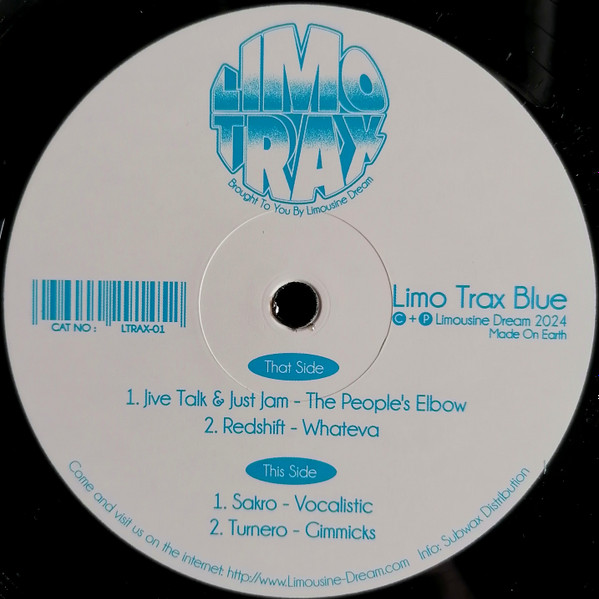 LIMO
TRAX
Brought To You By Limousine Dream
CAT NO : LTRAX-01
Limo Trax Blue
C + P Limousine Dream 2024
Made On Earth
That Side
1. Jive Talk & Just Jam - The People's Elbow
2. Redshift - Whateva
This Side
1. Sakro - Vocalistic
2. Turnero - Gimmicks
Come and visit us on the internet: http://www.Limousine-Dream.com Info: Subwax Distribution